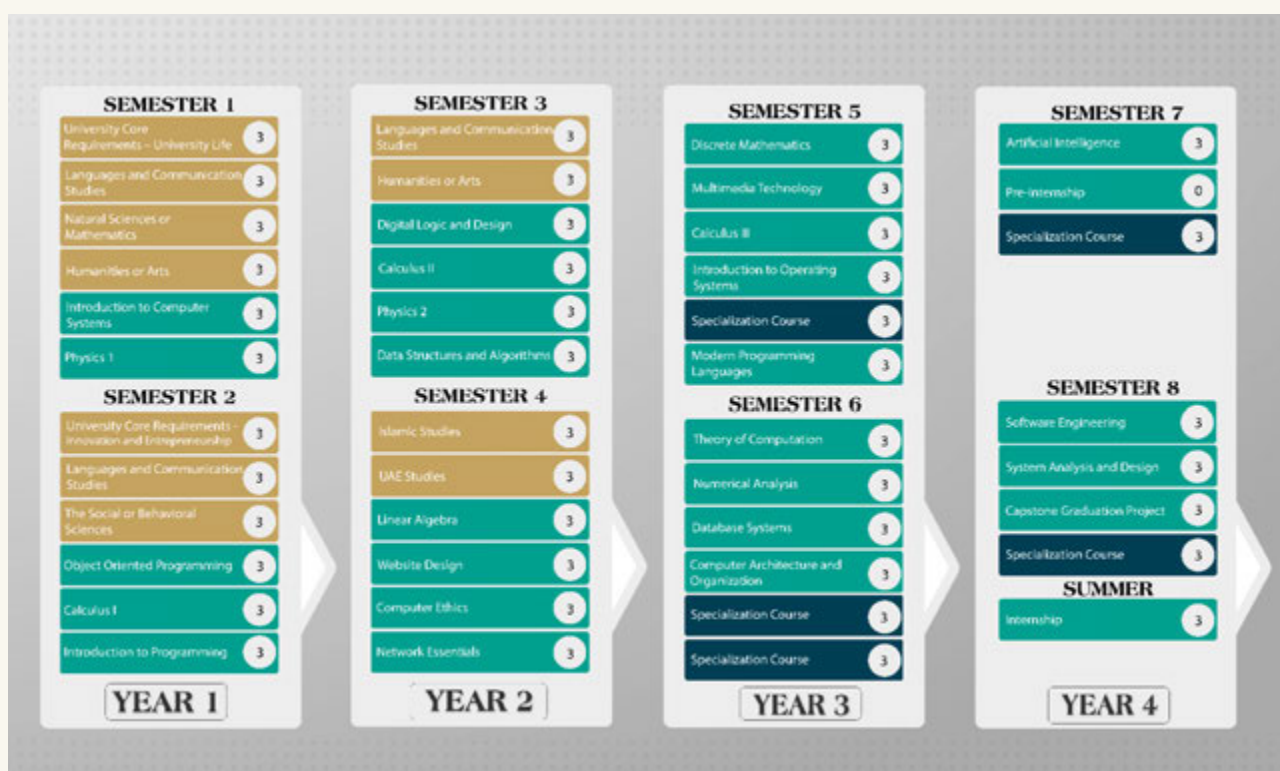 SEMESTER 1
University Core
Requirements – University Life
3
Languages and Communication
Studies
3
Natural Sciences or
Mathematics
3
Humanities or Arts
3
Introduction to Computer
Systems
3
Physics 1
3
SEMESTER 2
University Core Requirements –
Innovation and Entrepreneurship
3
Languages and Communication
Studies
3
The Social or Behavioral
Sciences
3
Object Oriented Programming
3
Calculus I
3
Introduction to Programming
3
YEAR 1
SEMESTER 3
Languages and Communication
Studies
3
Humanities or Arts
3
Digital Logic and Design
3
Calculus II
3
Physics 2
3
Data Structures and Algorithms
3
SEMESTER 4
Islamic Studies
3
UAE Studies
3
Linear Algebra
3
Website Design
3
Computer Ethics
3
Network Essentials
3
YEAR 2
SEMESTER 5
Discrete Mathematics
3
Multimedia Technology
3
Calculus III
3
Introduction to Operating
Systems
3
Specialization Course
3
Modern Programming
Languages
3
SEMESTER 6
Theory of Computation
3
Numerical Analysis
3
Database Systems
3
Computer Architecture and
Organization
3
Specialization Course
3
Specialization Course
3
YEAR 3
SEMESTER 7
Artificial Intelligence
3
Pre-internship
0
Specialization Course
3
SEMESTER 8
Software Engineering
3
System Analysis and Design
3
Capstone Graduation Project
3
Specialization Course
3
SUMMER
Internship
3
YEAR 4